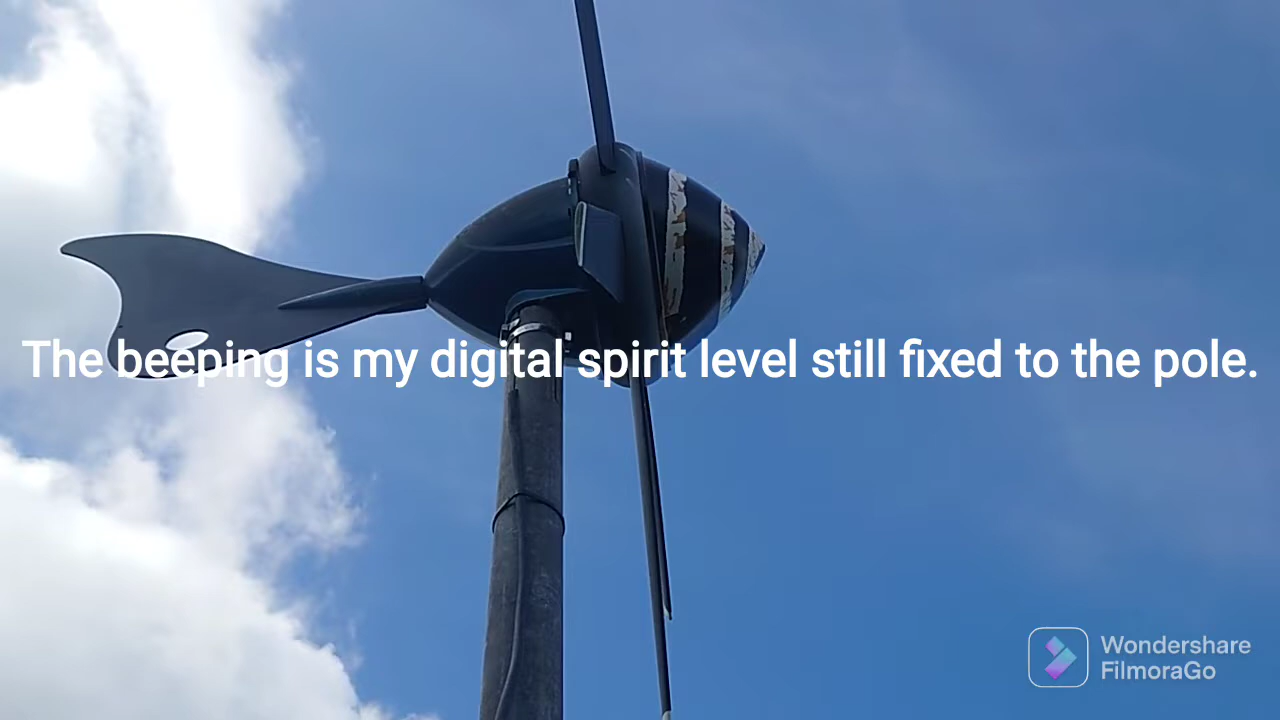 The beeping is my digital spirit level still fixed to the pole.
Wondershare
FilmoraGo